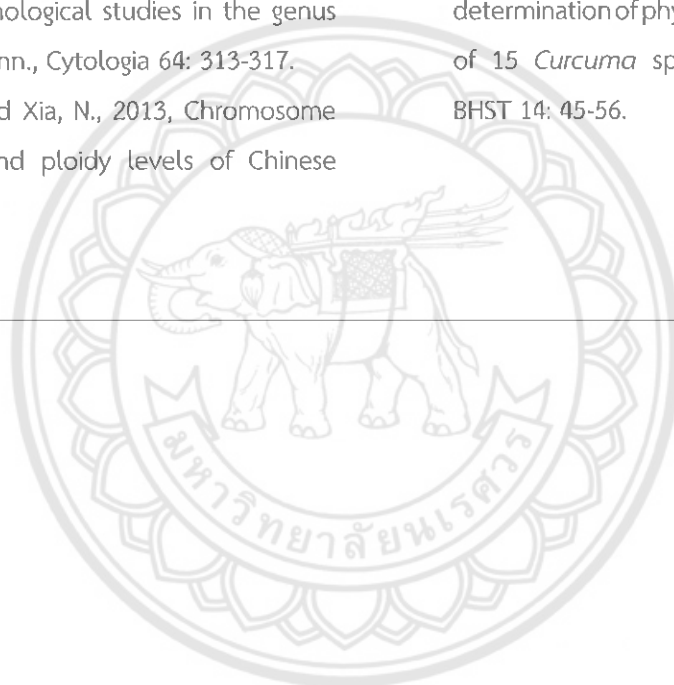 nological studies in the genus
nn., Cytologia 64: 313-317.
d Xia, N., 2013, Chromosome
nd ploidy levels of Chinese
determination of phy
of 15 Curcuma sp
BHST 14: 45-56.
มหาวิทยาลัยนเรศวร